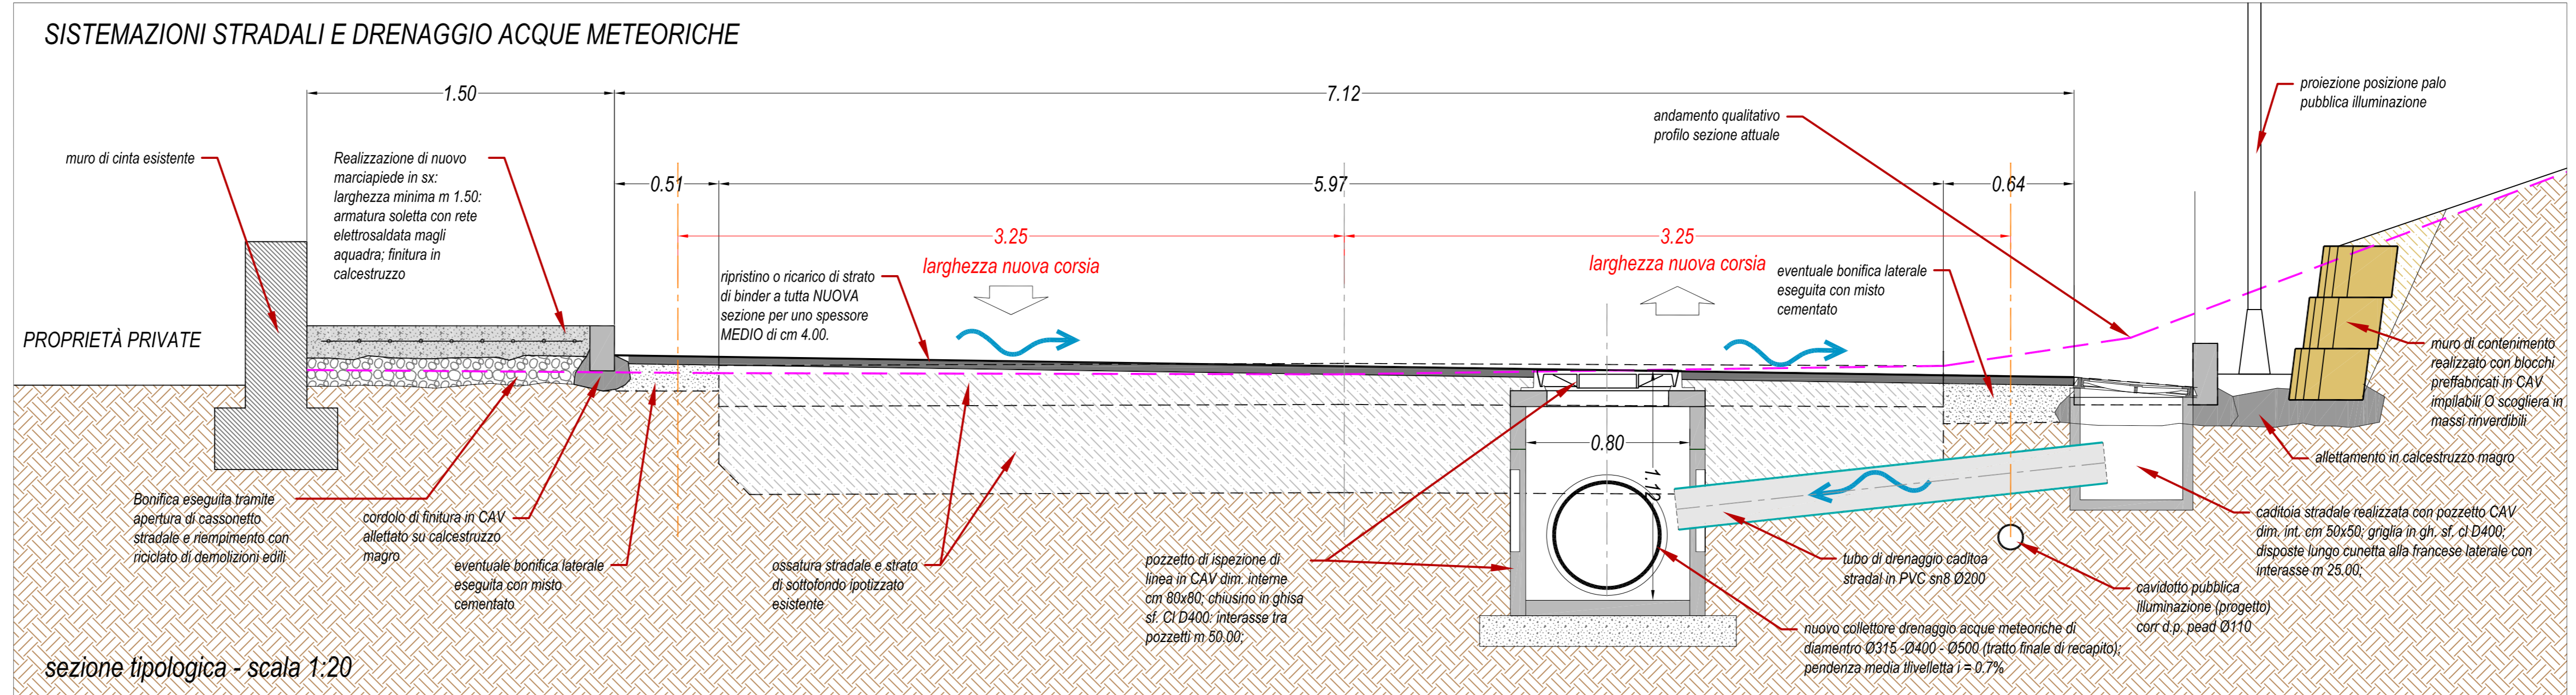 SISTEMAZIONI STRADALI E DRENAGGIO ACQUE METEORICHE
1.50
7.12
proiezione posizione palo
pubblica illuminazione
andamento qualitativo
profilo sezione attuale
muro di cinta esistente
Realizzazione di nuovo
marciapiede in sx:
larghezza minima m 1.50:
armatura soletta con rete
elettrosaldata magli
aquadra; finitura in
calcestruzzo
0.51
5.97
0.64
3.25
larghezza nuova corsia
3.25
larghezza nuova corsia
ripristino o ricarico di strato
di binder a tutta NUOVA
sezione per uno spessore
MEDIO di cm 4.00.
eventuale bonifica laterale
eseguita con misto
cementato
PROPRIETÀ PRIVATE
muro di contenimento
realizzato con blocchi
preffabricati in CAV
impilabili O scogliera in
massi rinverdibili
0.80
1.12
allettamento in calcestruzzo magro
Bonifica eseguita tramite
apertura di cassonetto
stradale e riempimento con
riciclato di demolizioni edili
cordolo di finitura in CAV
allettato su calcestruzzo
magro
eventuale bonifica laterale
eseguita con misto
cementato
ossatura stradale e strato
di sottofondo ipotizzato
esistente
pozzetto di ispezione di
linea in CAV dim. interne
cm 80x80; chiusino in ghisa
sf. Cl D400: interasse tra
pozzetti m 50.00;
tubo di drenaggio caditoa
stradal in PVC sn8 Ø200
caditoia stradale realizzata con pozzetto CAV
dim. int. cm 50x50; griglia in gh. sf. cl D400;
disposte lungo cunetta alla francese laterale con
interasse m 25.00;
cavidotto pubblica
illuminazione (progetto)
corr d.p. pead Ø110
nuovo collettore drenaggio acque meteoriche di
diamentro Ø315 -Ø400 - Ø500 (tratto finale di recapito);
pendenza media tlivelletta i = 0.7%
sezione tipologica - scala 1:20